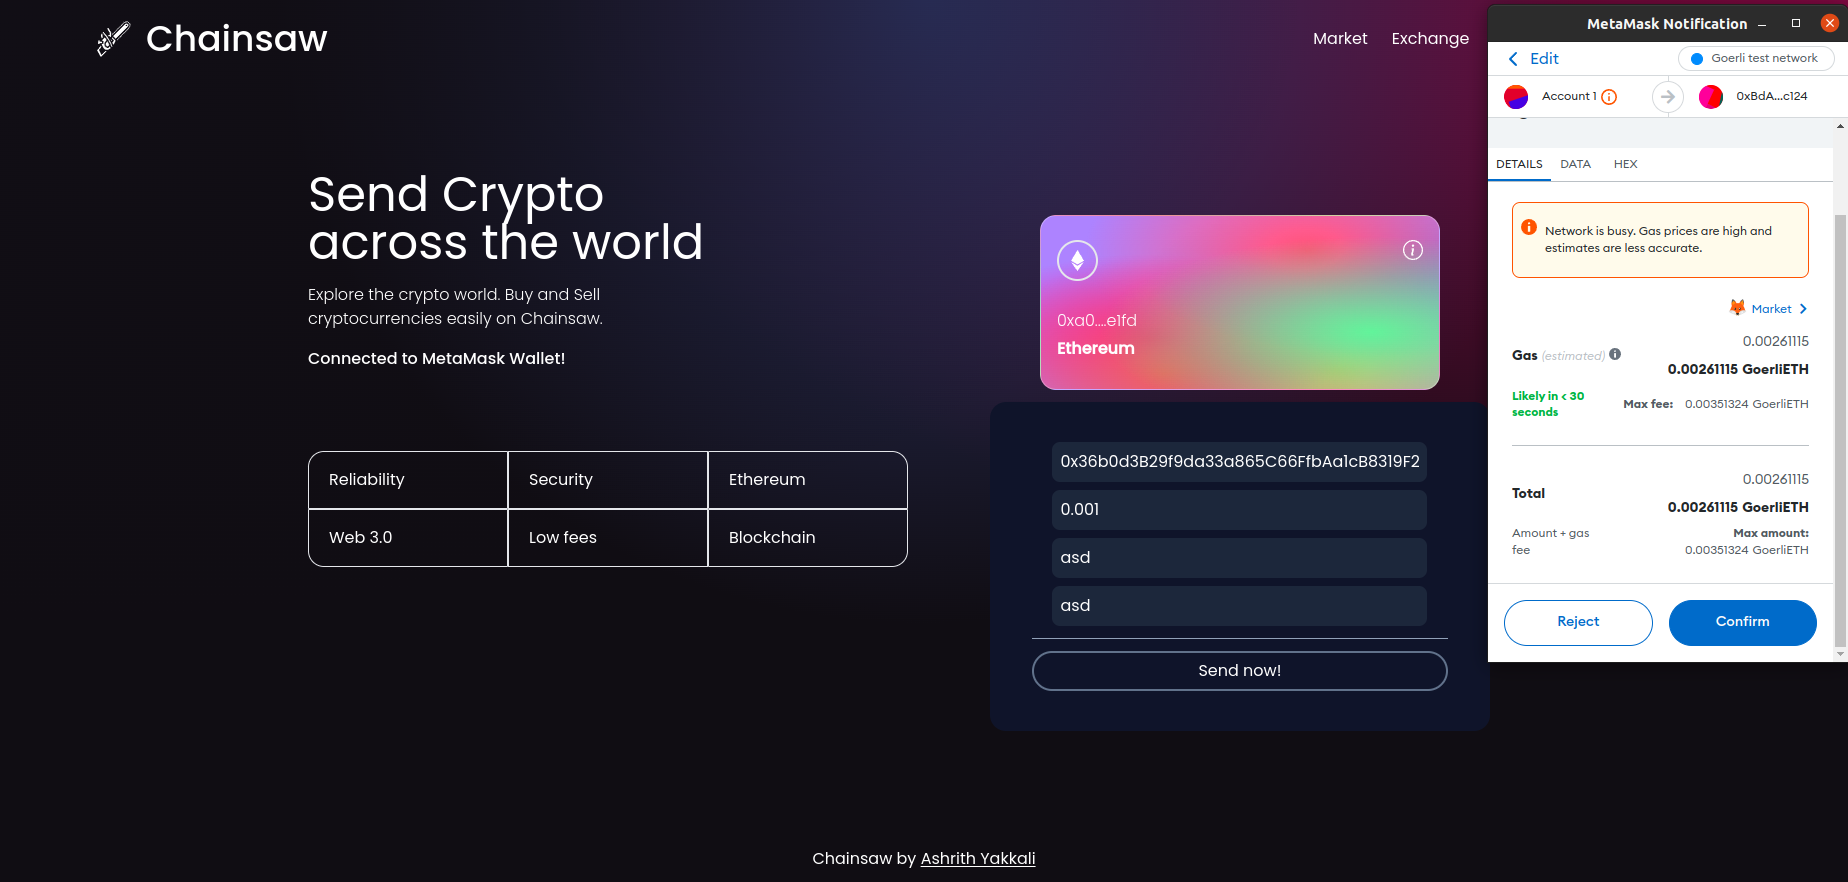 Chainsaw
Market Exchange
Send Crypto
across the world
Explore the crypto world. Buy and Sell
cryptocurrencies easily on Chainsaw.
Connected to MetaMask Wallet!
Reliability Security Ethereum
Web 3.0 Low fees Blockchain
0xa0....e1fd
Ethereum
0x36b0d3B29f9da33a865C66FfbAa1cB8319F2
0.001
asd
asd
Send now!
Chainsaw by Ashrith Yakkali
MetaMask Notification
Edit Goerli test network
Account 1 0xBdA...c124
DETAILS DATA HEX
Network is busy. Gas prices are high and
estimates are less accurate.
Market
0.00261115
Gas (estimated)
0.00261115 GoerliETH
Likely in < 30
seconds
Max fee: 0.00351324 GoerliETH
0.00261115
Total
0.00261115 GoerliETH
Amount + gas
fee
Max amount:
0.00351324 GoerliETH
Reject Confirm